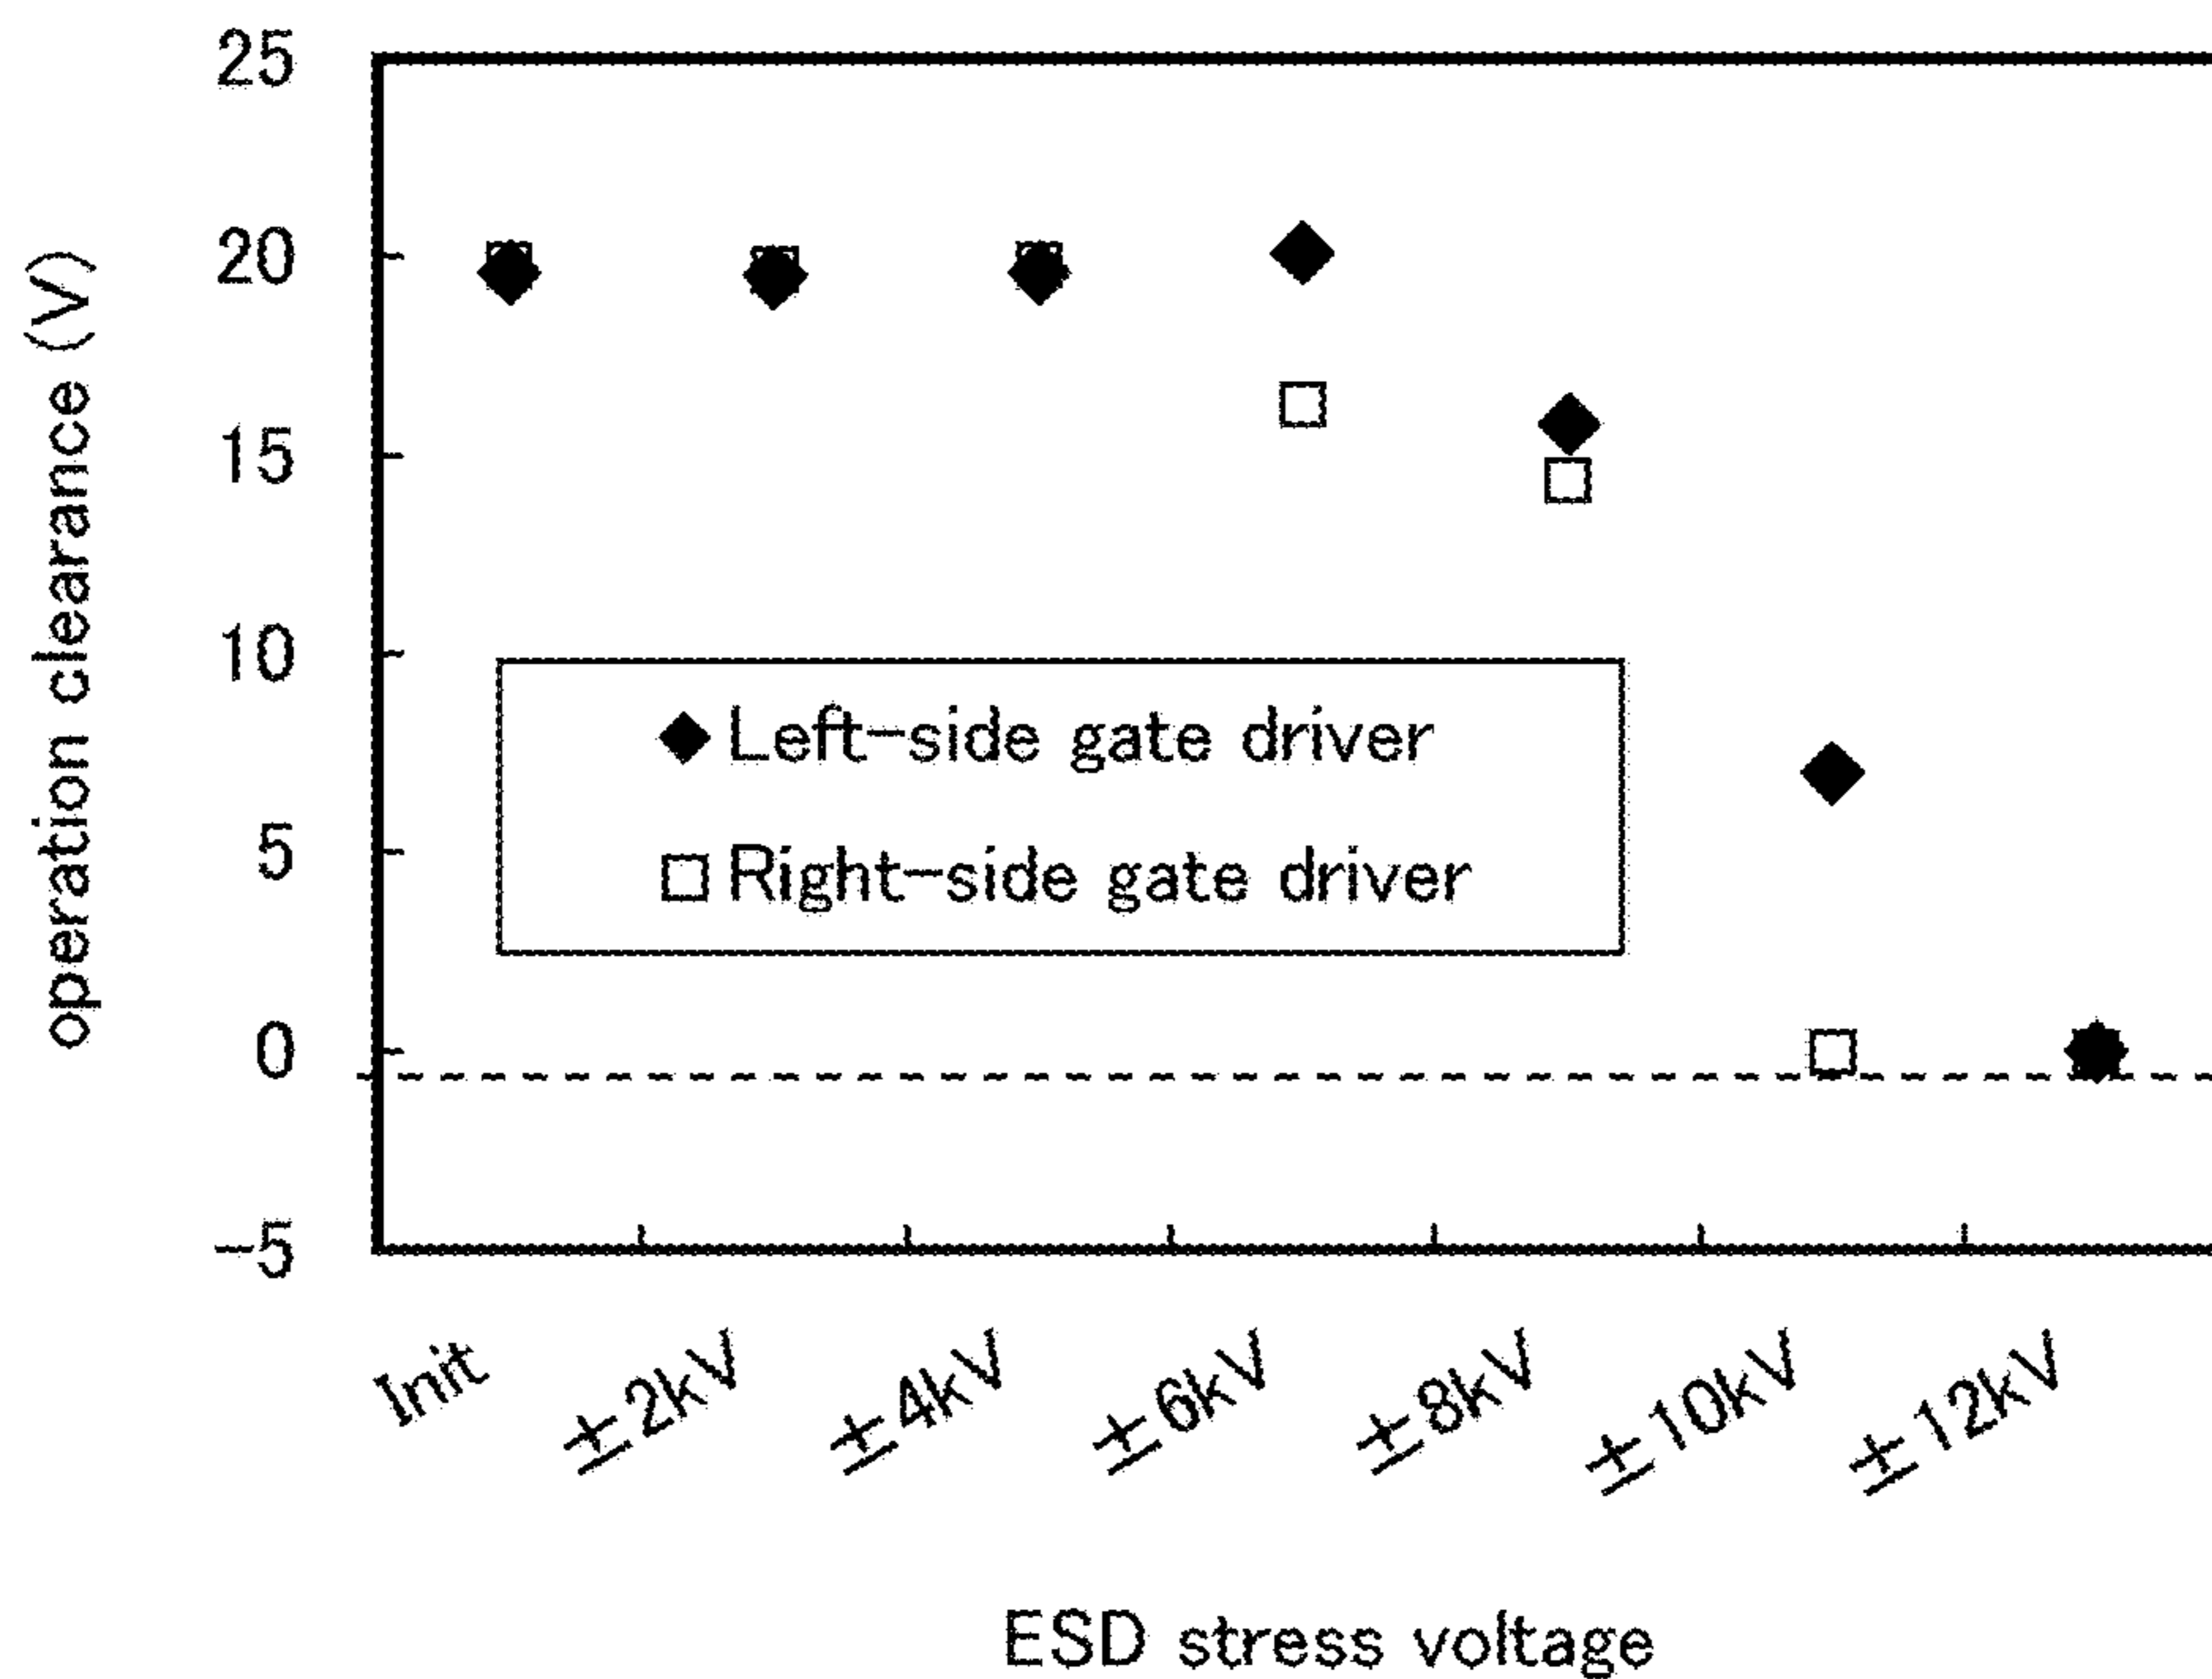 operation clearance (V)
25
20
15
10
5
0
-5
◆ Left-side gate driver
□ Right-side gate driver
Init
±2kV
±4kV
±6kV
±8kV
±10kV
±12kV
ESD stress voltage